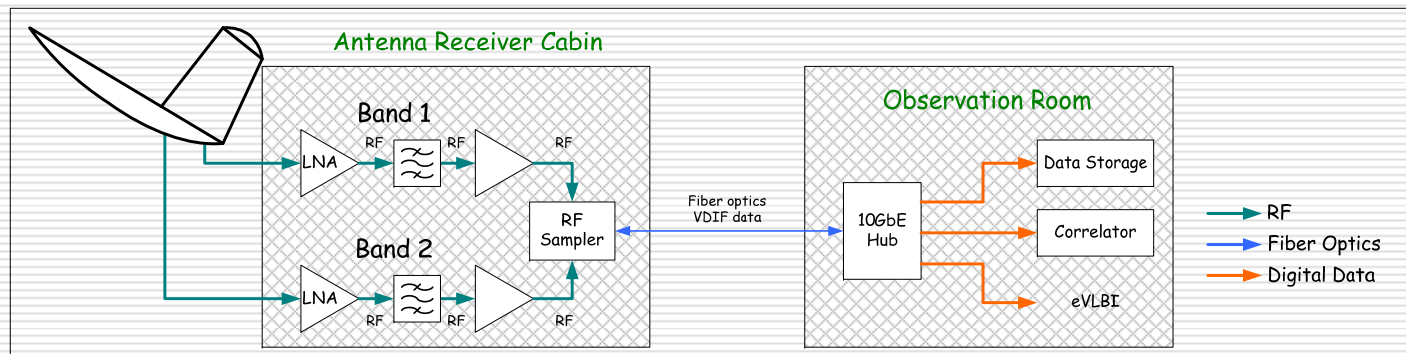 Antenna Receiver Cabin
Band 1
LNA
RF
RF
RF
RF
Sampler
Band 2
LNA
RF
RF
RF
Fiber optics
VDIF data
Observation Room
10GbE
Hub
Data Storage
Correlator
eVLBI
RF
Fiber Optics
Digital Data